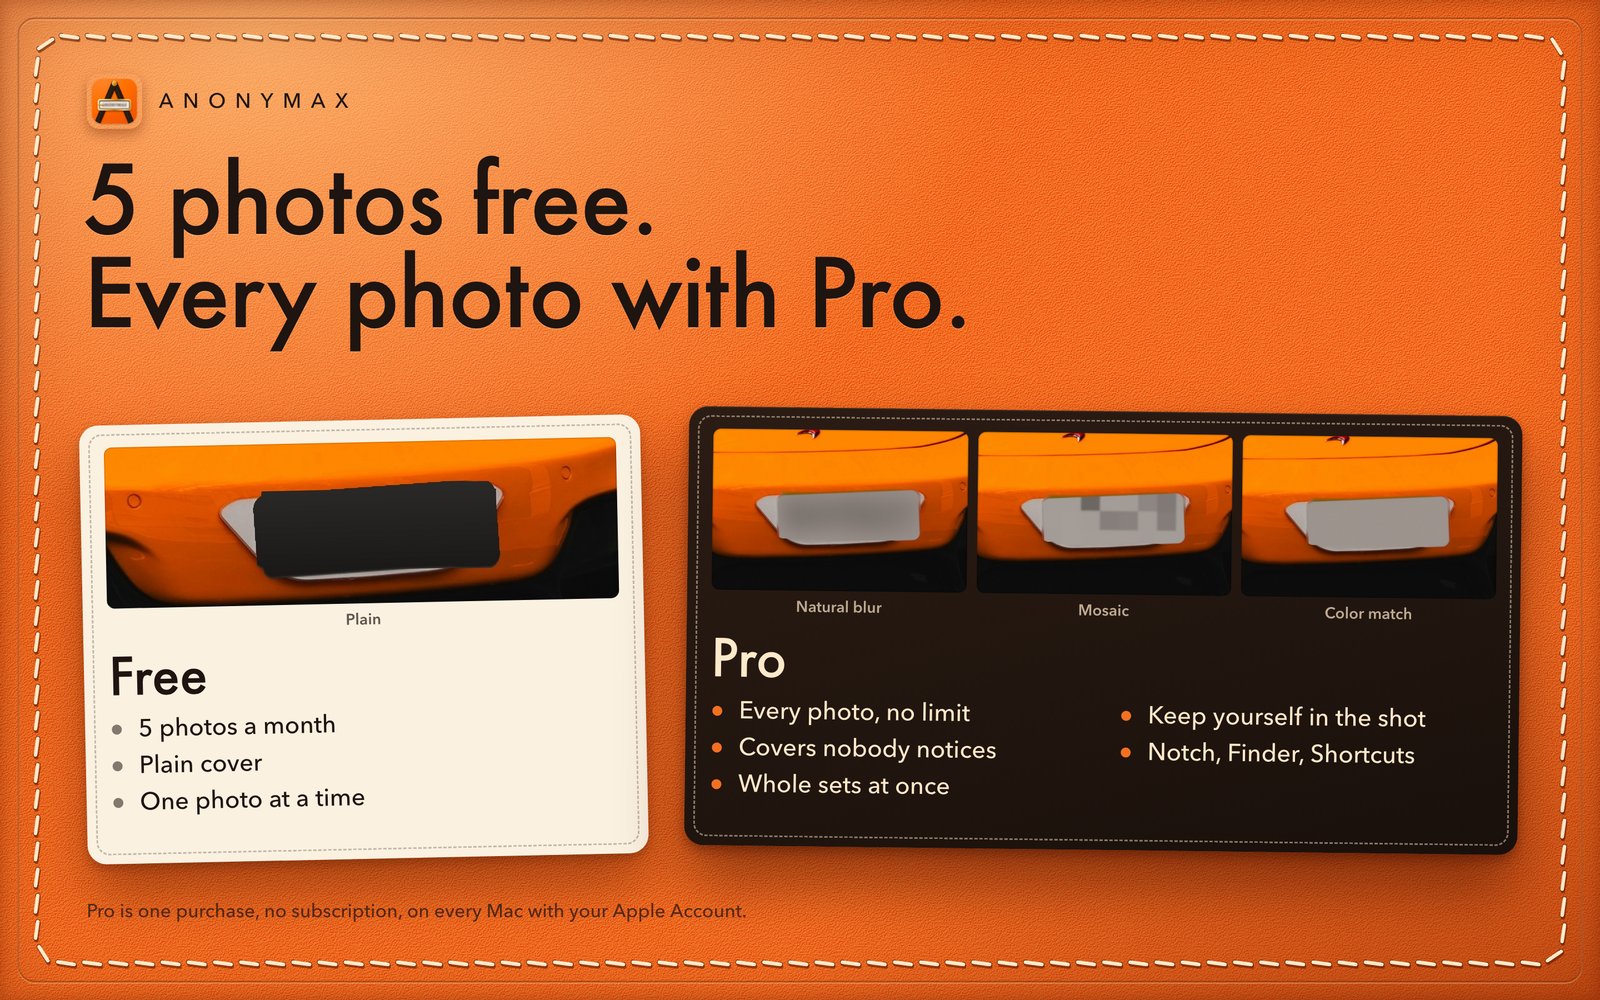 ANONYMAX
5 photos free.
Every photo with Pro.
Plain
Free
5 photos a month
Plain cover
One photo at a time
Natural blur
Mosaic
Color match
Pro
Every photo, no limit
Covers nobody notices
Whole sets at once
Keep yourself in the shot
Notch, Finder, Shortcuts
Pro is one purchase, no subscription, on every Mac with your Apple Account.